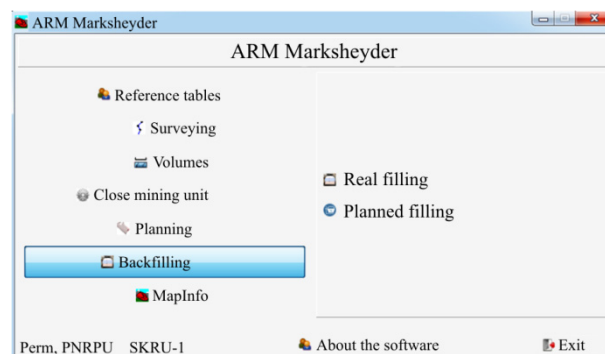 ARM Marksheyder
ARM Marksheyder
Reference tables
Surveying
Volumes
Close mining unit
Planning
Backfilling
MapInfo
Real filling
Planned filling
Perm, PNRPU SKRU-1 About the software Exit